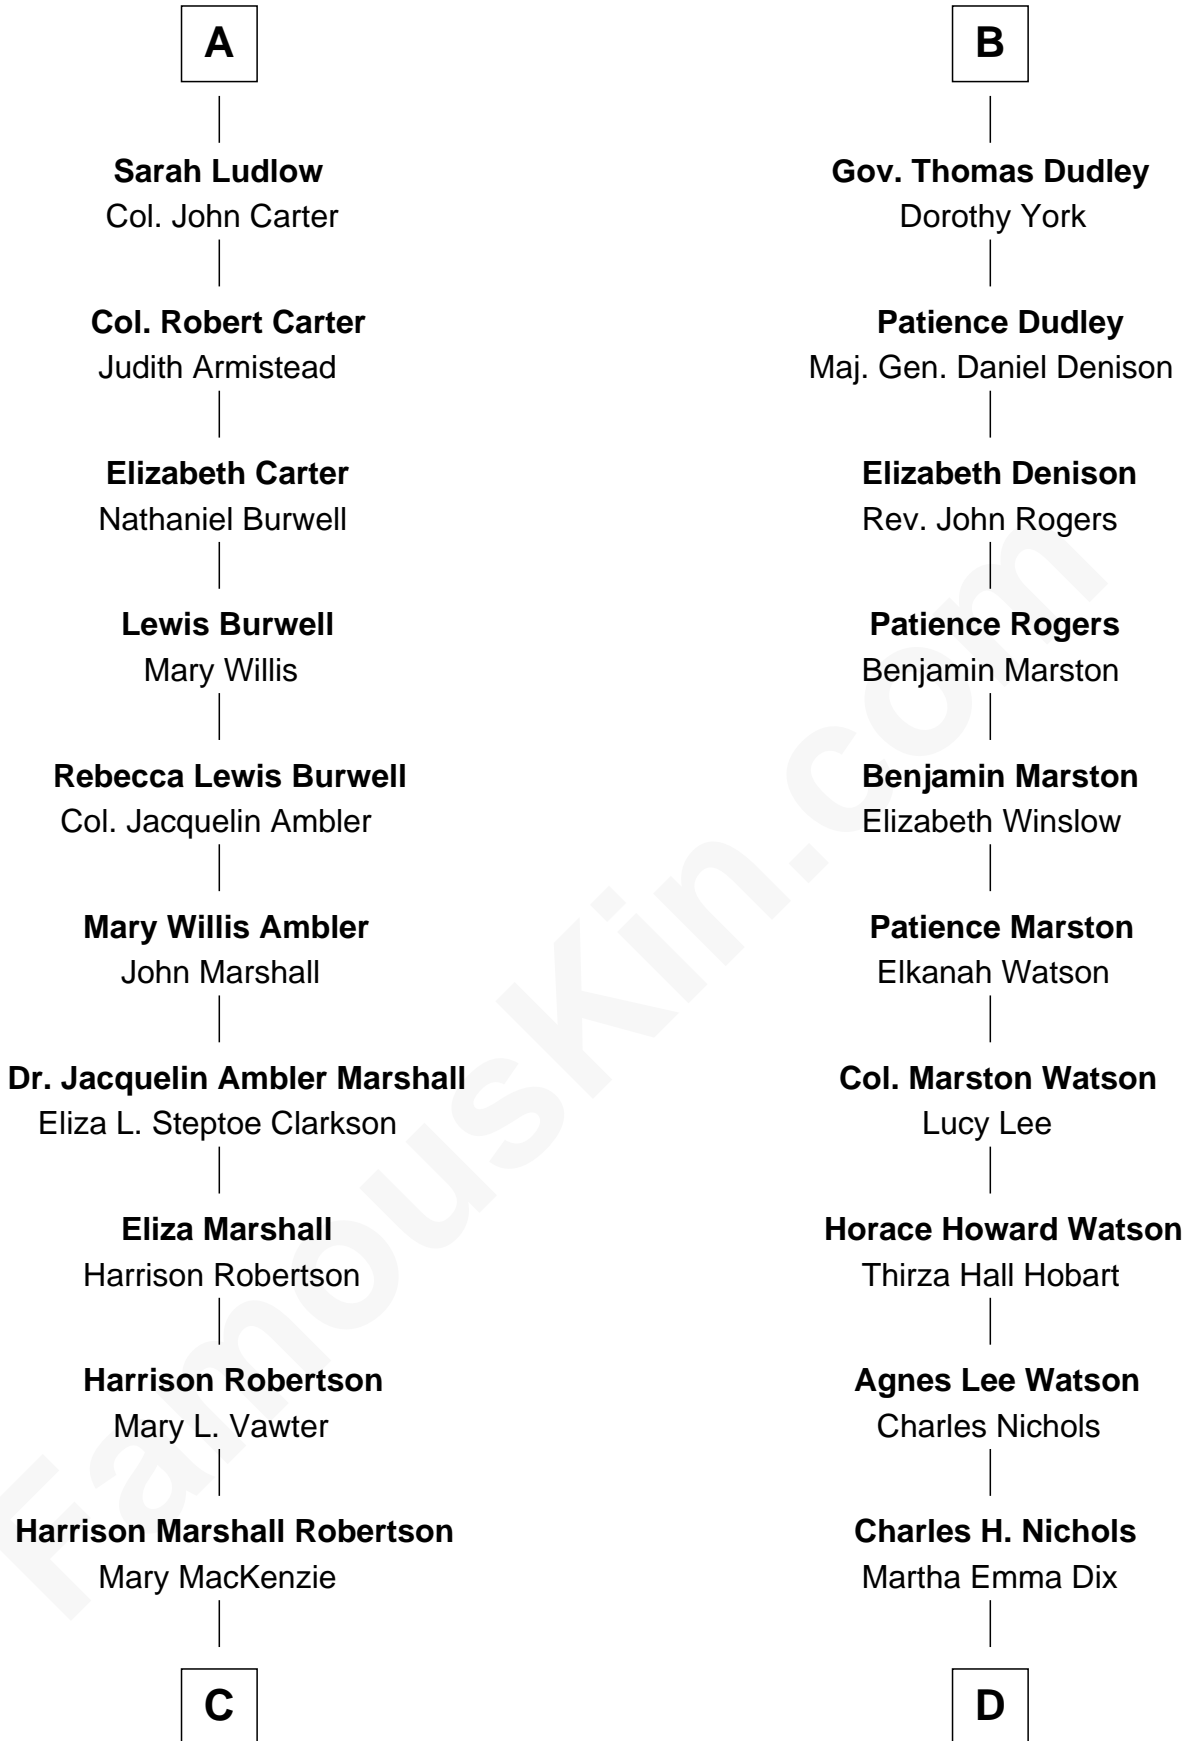 A
Sarah Ludlow
Col. John Carter
Col. Robert Carter
Judith Armistead
Elizabeth Carter
Nathaniel Burwell
Lewis Burwell
Mary Willis
Rebecca Lewis Burwell
Col. Jacquelin Ambler
Mary Willis Ambler
John Marshall
Dr. Jacquelin Ambler Marshall
Eliza L. Steptoe Clarkson
Eliza Marshall
Harrison Robertson
Harrison Robertson
Mary L. Vawter
Harrison Marshall Robertson
Mary MacKenzie
C
B
Gov. Thomas Dudley
Dorothy York
Patience Dudley
Maj. Gen. Daniel Denison
Elizabeth Denison
Rev. John Rogers
Patience Rogers
Benjamin Marston
Benjamin Marston
Elizabeth Winslow
Patience Marston
Elkanah Watson
Col. Marston Watson
Lucy Lee
Horace Howard Watson
Thirza Hall Hobart
Agnes Lee Watson
Charles Nichols
Charles H. Nichols
Martha Emma Dix
D
FamousKin.com